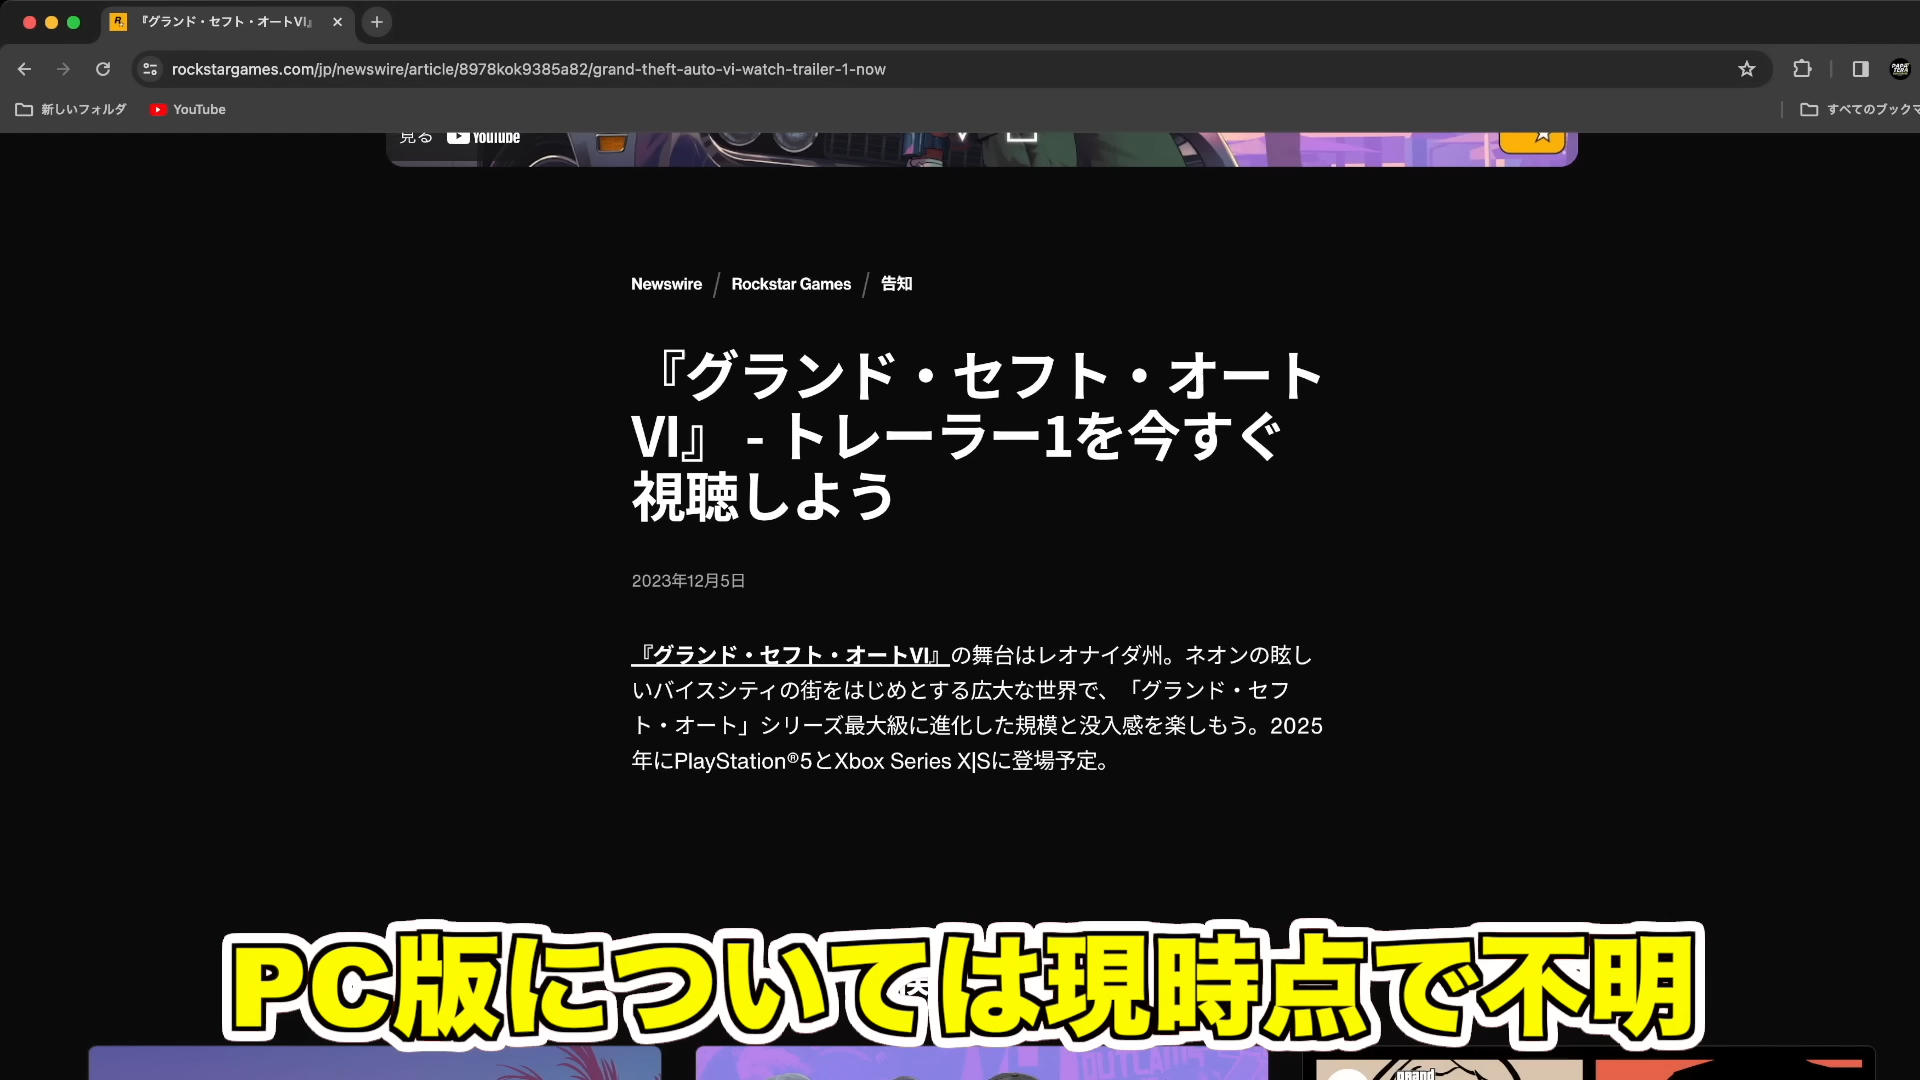 『グランド・セフト・オートVI』
rockstargames.com/jp/newswire/article/8978kok9385a82/grand-theft-auto-vi-watch-trailer-1-now
新しいフォルダ YouTube すべてのブックマ
見る YouTube
Newswire / Rockstar Games / 告知
『グランド・セフト・オート
VI』 - トレーラー1を今すぐ
視聴しよう
2023年12月5日
『グランド・セフト・オートVI』の舞台はレオナイダ州。ネオンの眩し
いバイスシティの街をはじめとする広大な世界で、「グランド・セフ
ト・オート」シリーズ最大級に進化した規模と没入感を楽しもう。2025
年にPlayStation®5とXbox Series X|Sに登場予定。
PC版については現時点で不明
OUTLAWS
grand